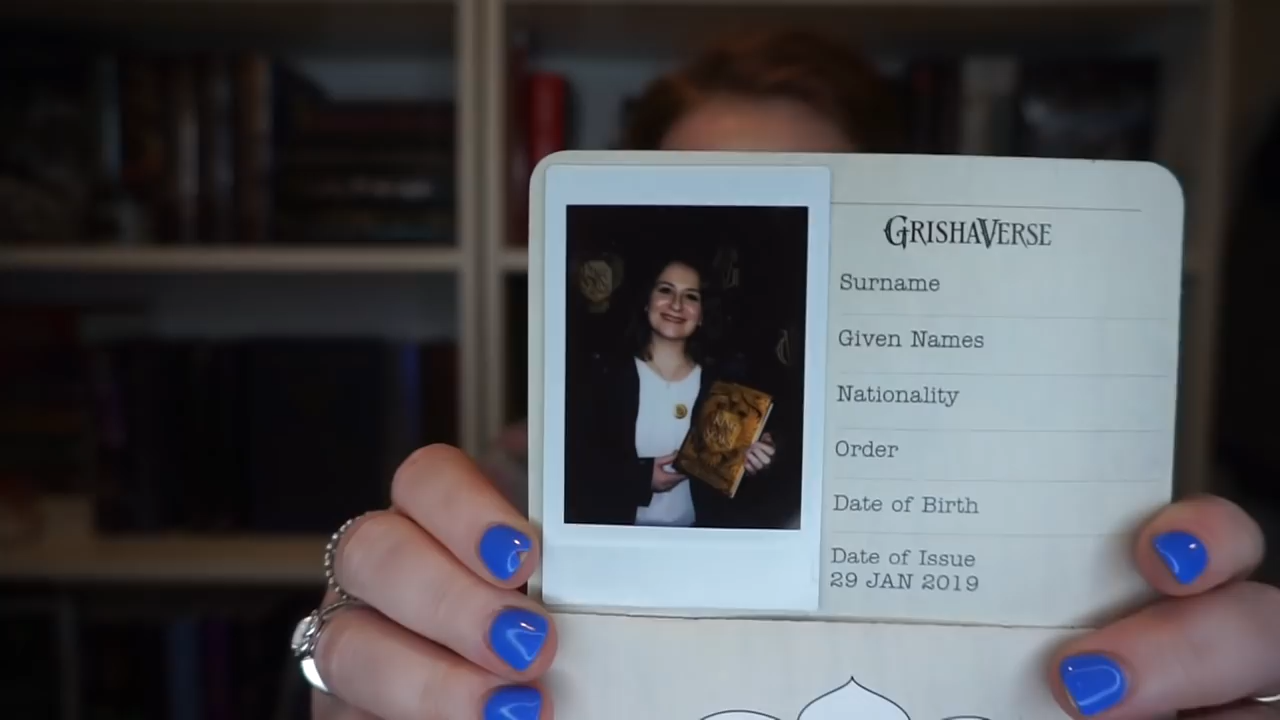 GRISHAVERSE
Surname
Given Names
Nationality
Order
Date of Birth
Date of Issue
29 JAN 2019